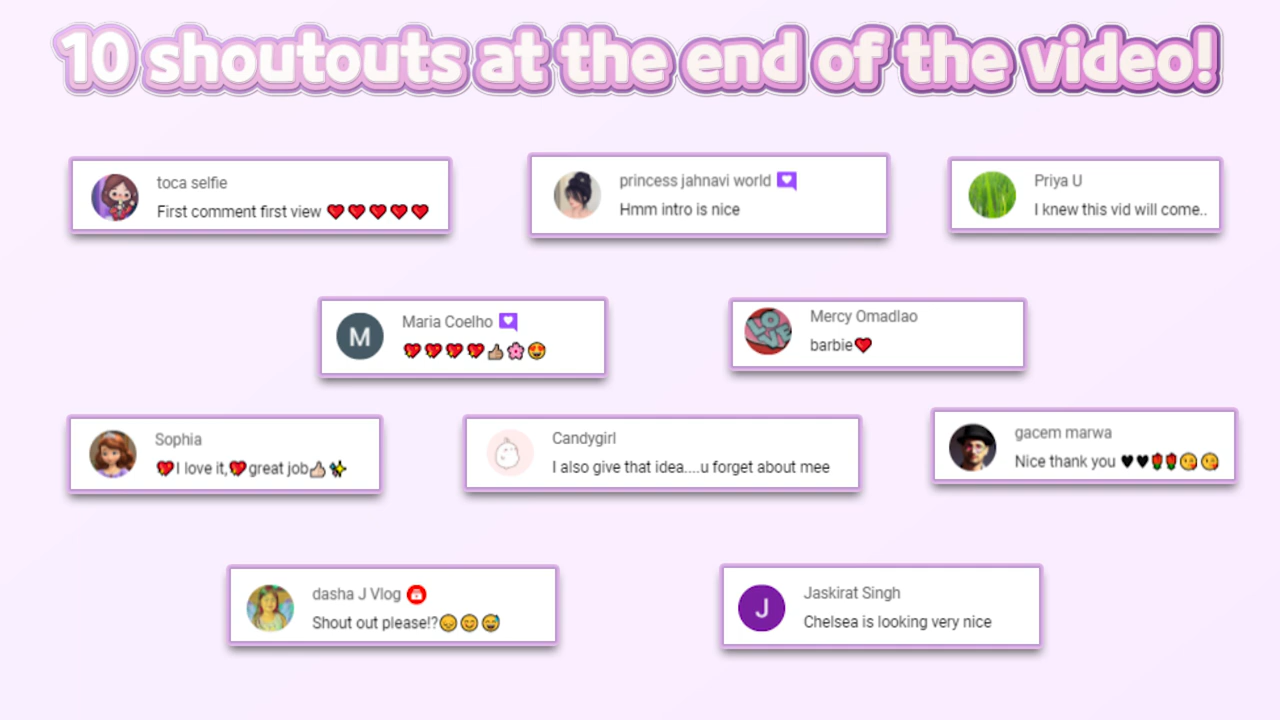 10 shoutouts at the end of the video!
toca selfie
First comment first view ❤️❤️❤️❤️❤️
princess jahnavi world
Hmm intro is nice
Priya U
I knew this vid will come..
M
Maria Coelho
💖💖💖💖👍🏼🌸😍
LOVE
Mercy Omadlao
barbie❤️
Sophia
💖I love it,💖great job👍🏼✨
Candygirl
I also give that idea....u forget about mee
gacem marwa
Nice thank you 🖤🖤🌹🌹😘😘
dasha J Vlog
Shout out please!?😞😊😅
J
Jaskirat Singh
Chelsea is looking very nice